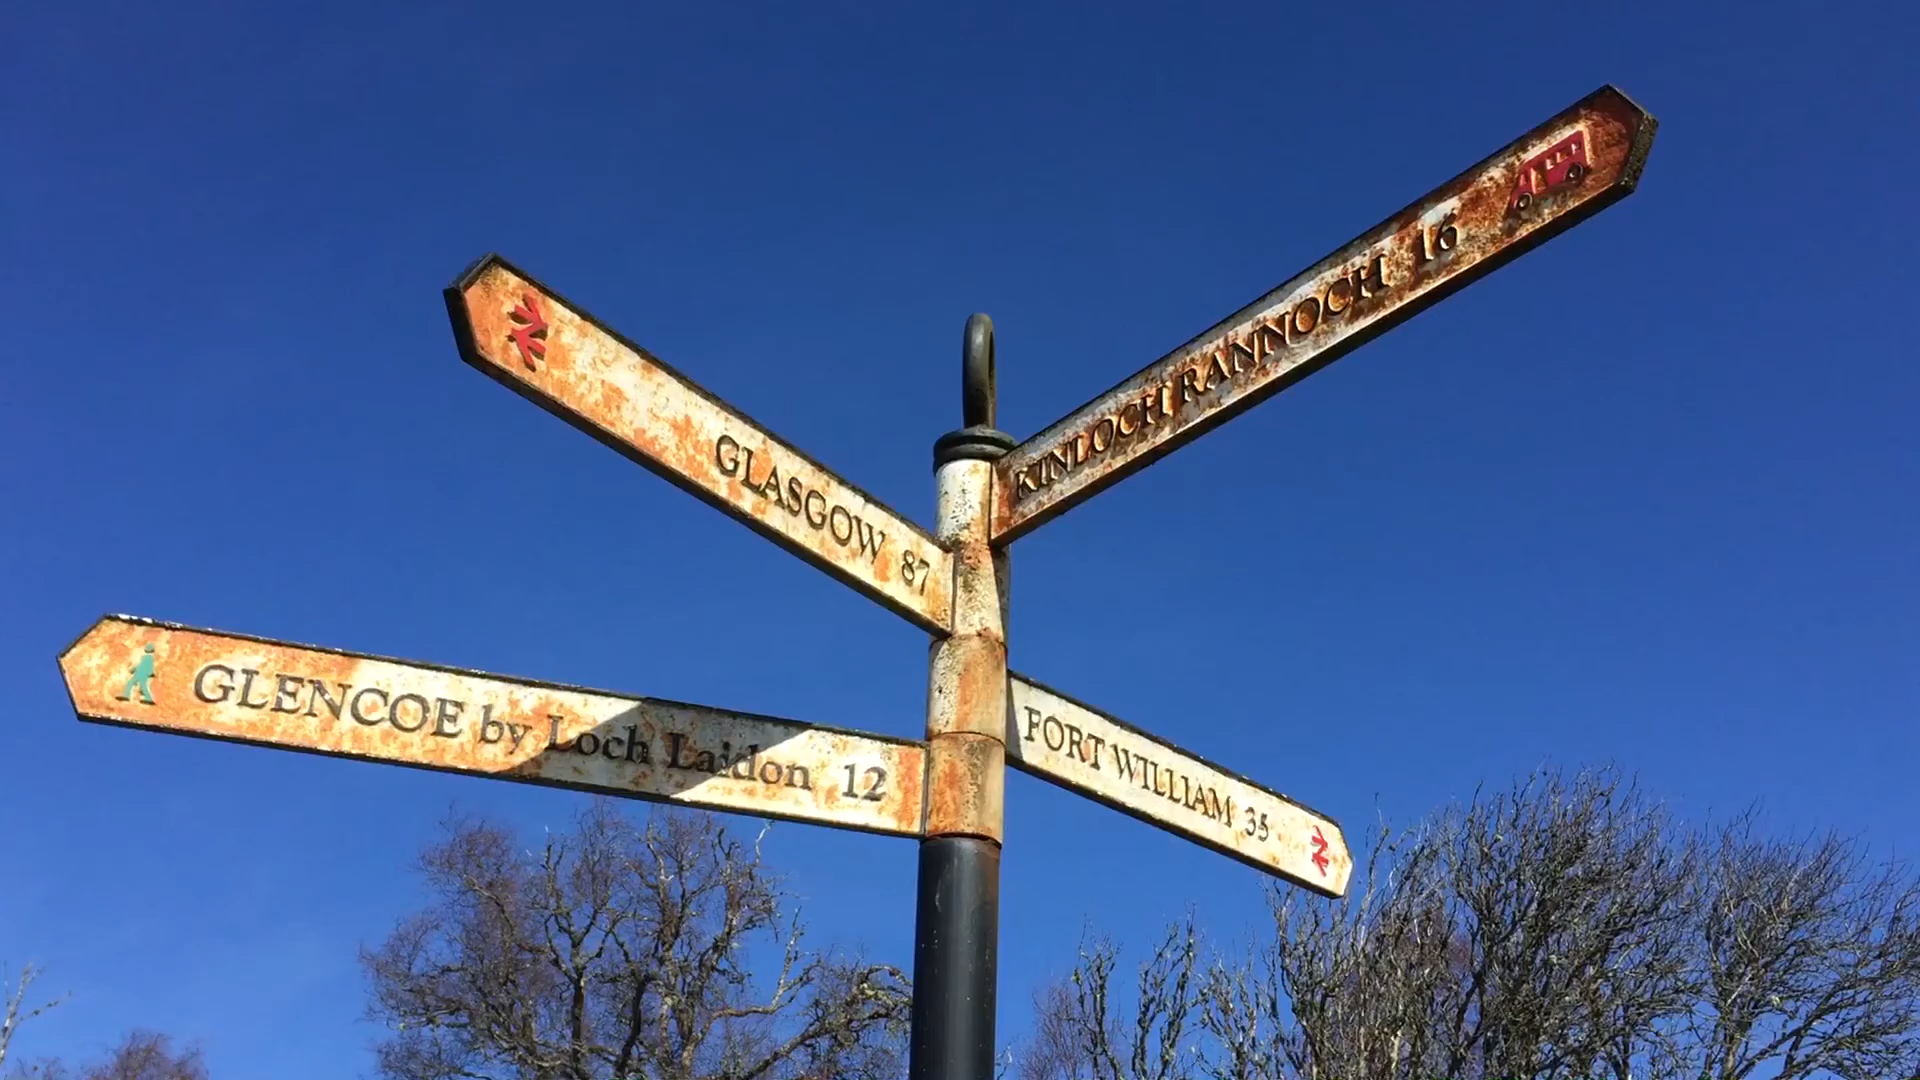 KINLOCH RANNOCH 16
GLASGOW 87
GLENCOE by Loch Laidon 12
FORT WILLIAM 35